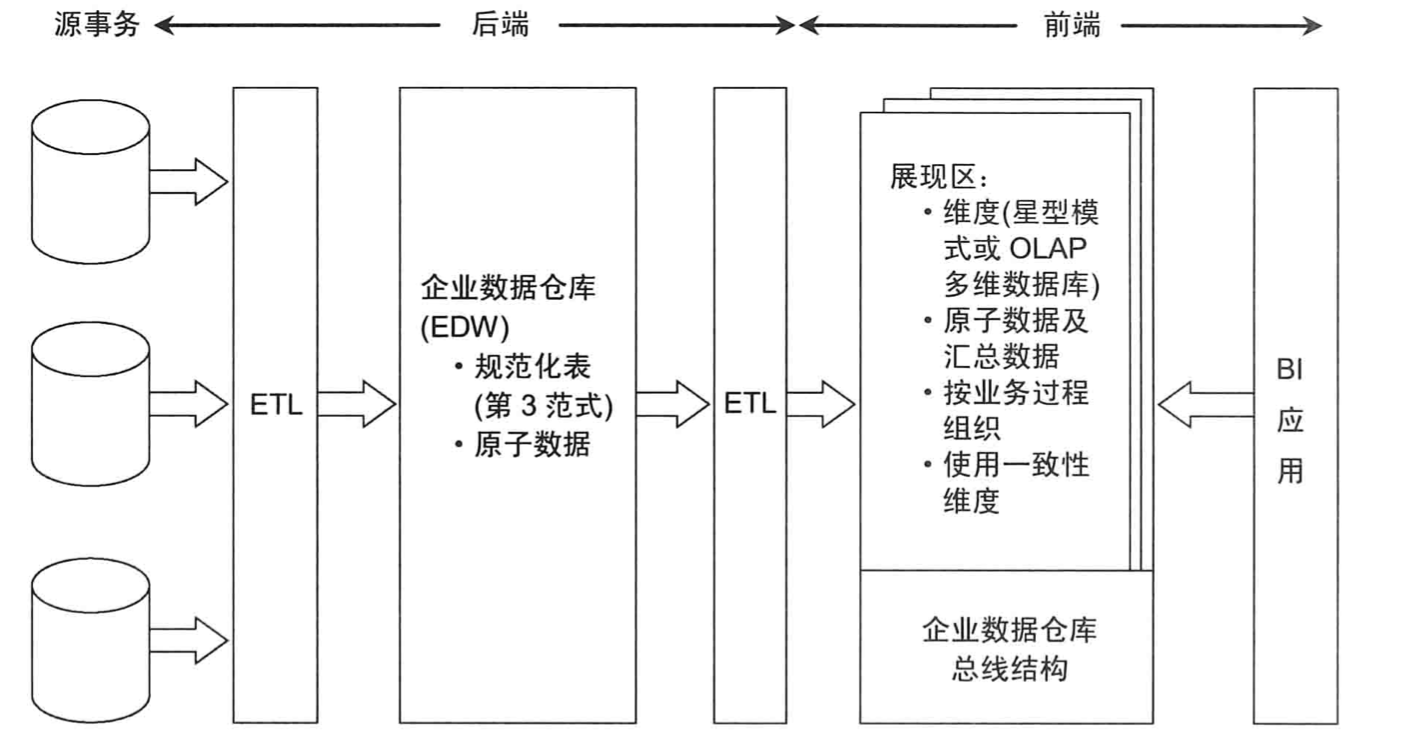 源事务
后端
前端
ETL
企业数据仓库
(EDW)
• 规范化表
(第 3 范式)
• 原子数据
ETL
展现区：
• 维度(星型模
式或 OLAP
多维数据库)
• 原子数据及
汇总数据
• 按业务过程
组织
• 使用一致性
维度
企业数据仓库
总线结构
BI
应
用